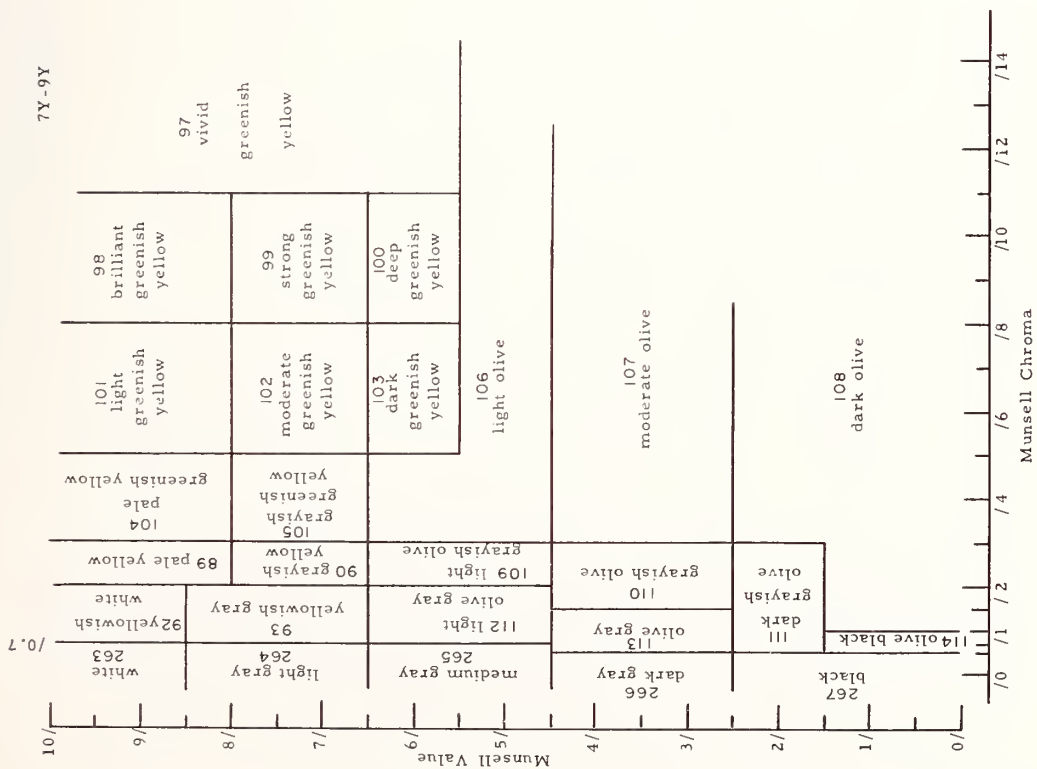 7Y-9Y
97
vivid
greenish
yellow
98
brilliant
greenish
yellow
99
strong
greenish
yellow
100
deep
greenish
yellow
101
light
greenish
yellow
102
moderate
greenish
yellow
103
dark
greenish
yellow
106
light olive
107
moderate olive
108
dark olive
104
pale
greenish yellow
105
grayish
greenish
yellow
89 pale yellow
90 grayish
yellow
109 light
grayish olive
110
grayish olive
111
dark
grayish
olive
92 yellowish
white
93
yellowish gray
112 light
olive gray
113
olive gray
114 olive black
/0.7
263
white
264
light gray
265
medium gray
266
dark gray
267
black
10/
9/
8/
7/
6/
5/
4/
3/
2/
1/
0/
Munsell Value
/0
/1
/2
/4
/6
/8
/10
/12
/14
Munsell Chroma